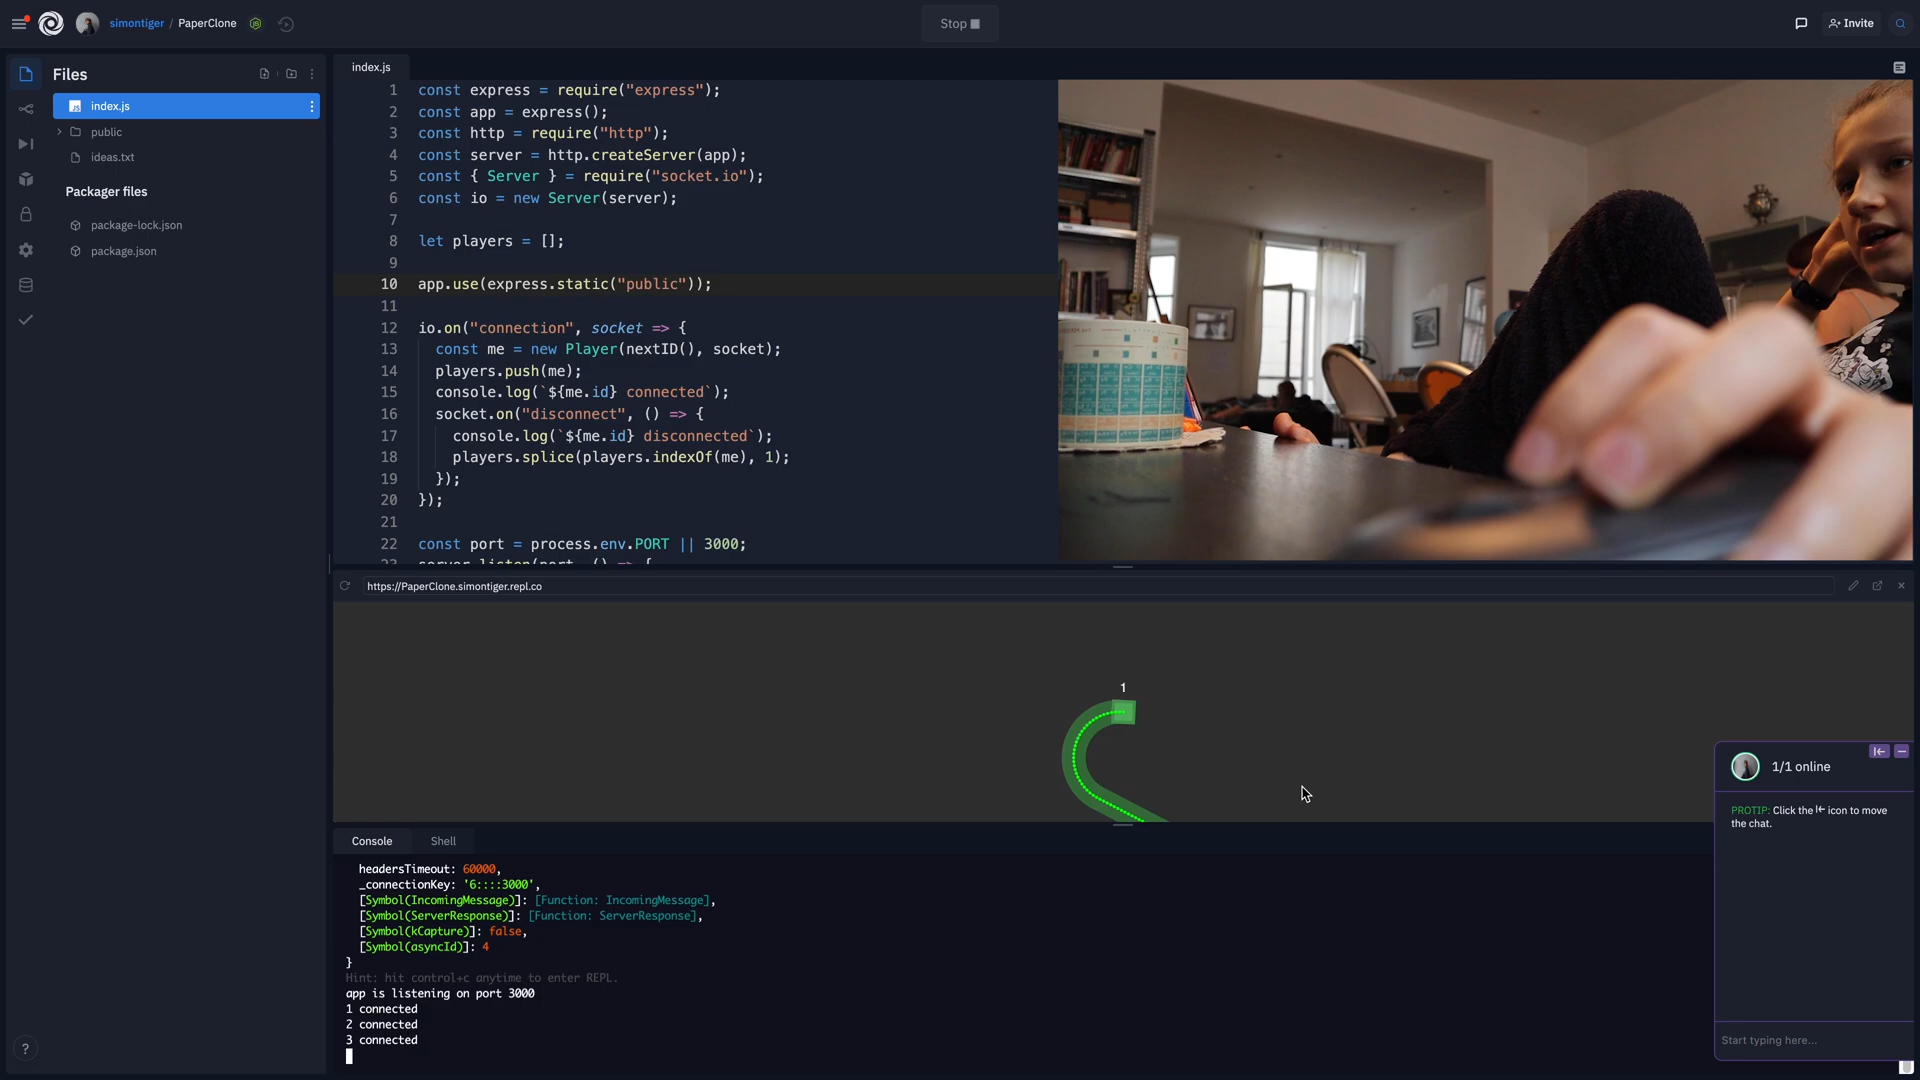 simontiger / PaperClone
Stop
Invite
Files
index.js
public
ideas.txt
Packager files
package-lock.json
package.json
index.js
1 const express = require("express");
2 const app = express();
3 const http = require("http");
4 const server = http.createServer(app);
5 const { Server } = require("socket.io");
6 const io = new Server(server);
7
8 let players = [];
9
10 app.use(express.static("public"));
11
12 io.on("connection", socket => {
13 const me = new Player(nextID(), socket);
14 players.push(me);
15 console.log(`${me.id} connected`);
16 socket.on("disconnect", () => {
17 console.log(`${me.id} disconnected`);
18 players.splice(players.indexOf(me), 1);
19 });
20 });
21
22 const port = process.env.PORT || 3000;
23 server.listen(port, () => {
https://PaperClone.simontiger.repl.co
1
Console Shell
headersTimeout: 60000,
_connectionKey: '6::::3000',
[Symbol(IncomingMessage)]: [Function: IncomingMessage],
[Symbol(ServerResponse)]: [Function: ServerResponse],
[Symbol(kCapture)]: false,
[Symbol(asyncId)]: 4
}
Hint: hit control+c anytime to enter REPL.
app is listening on port 3000
1 connected
2 connected
3 connected
1/1 online
PROTIP: Click the icon to move
the chat.
Start typing here...
?